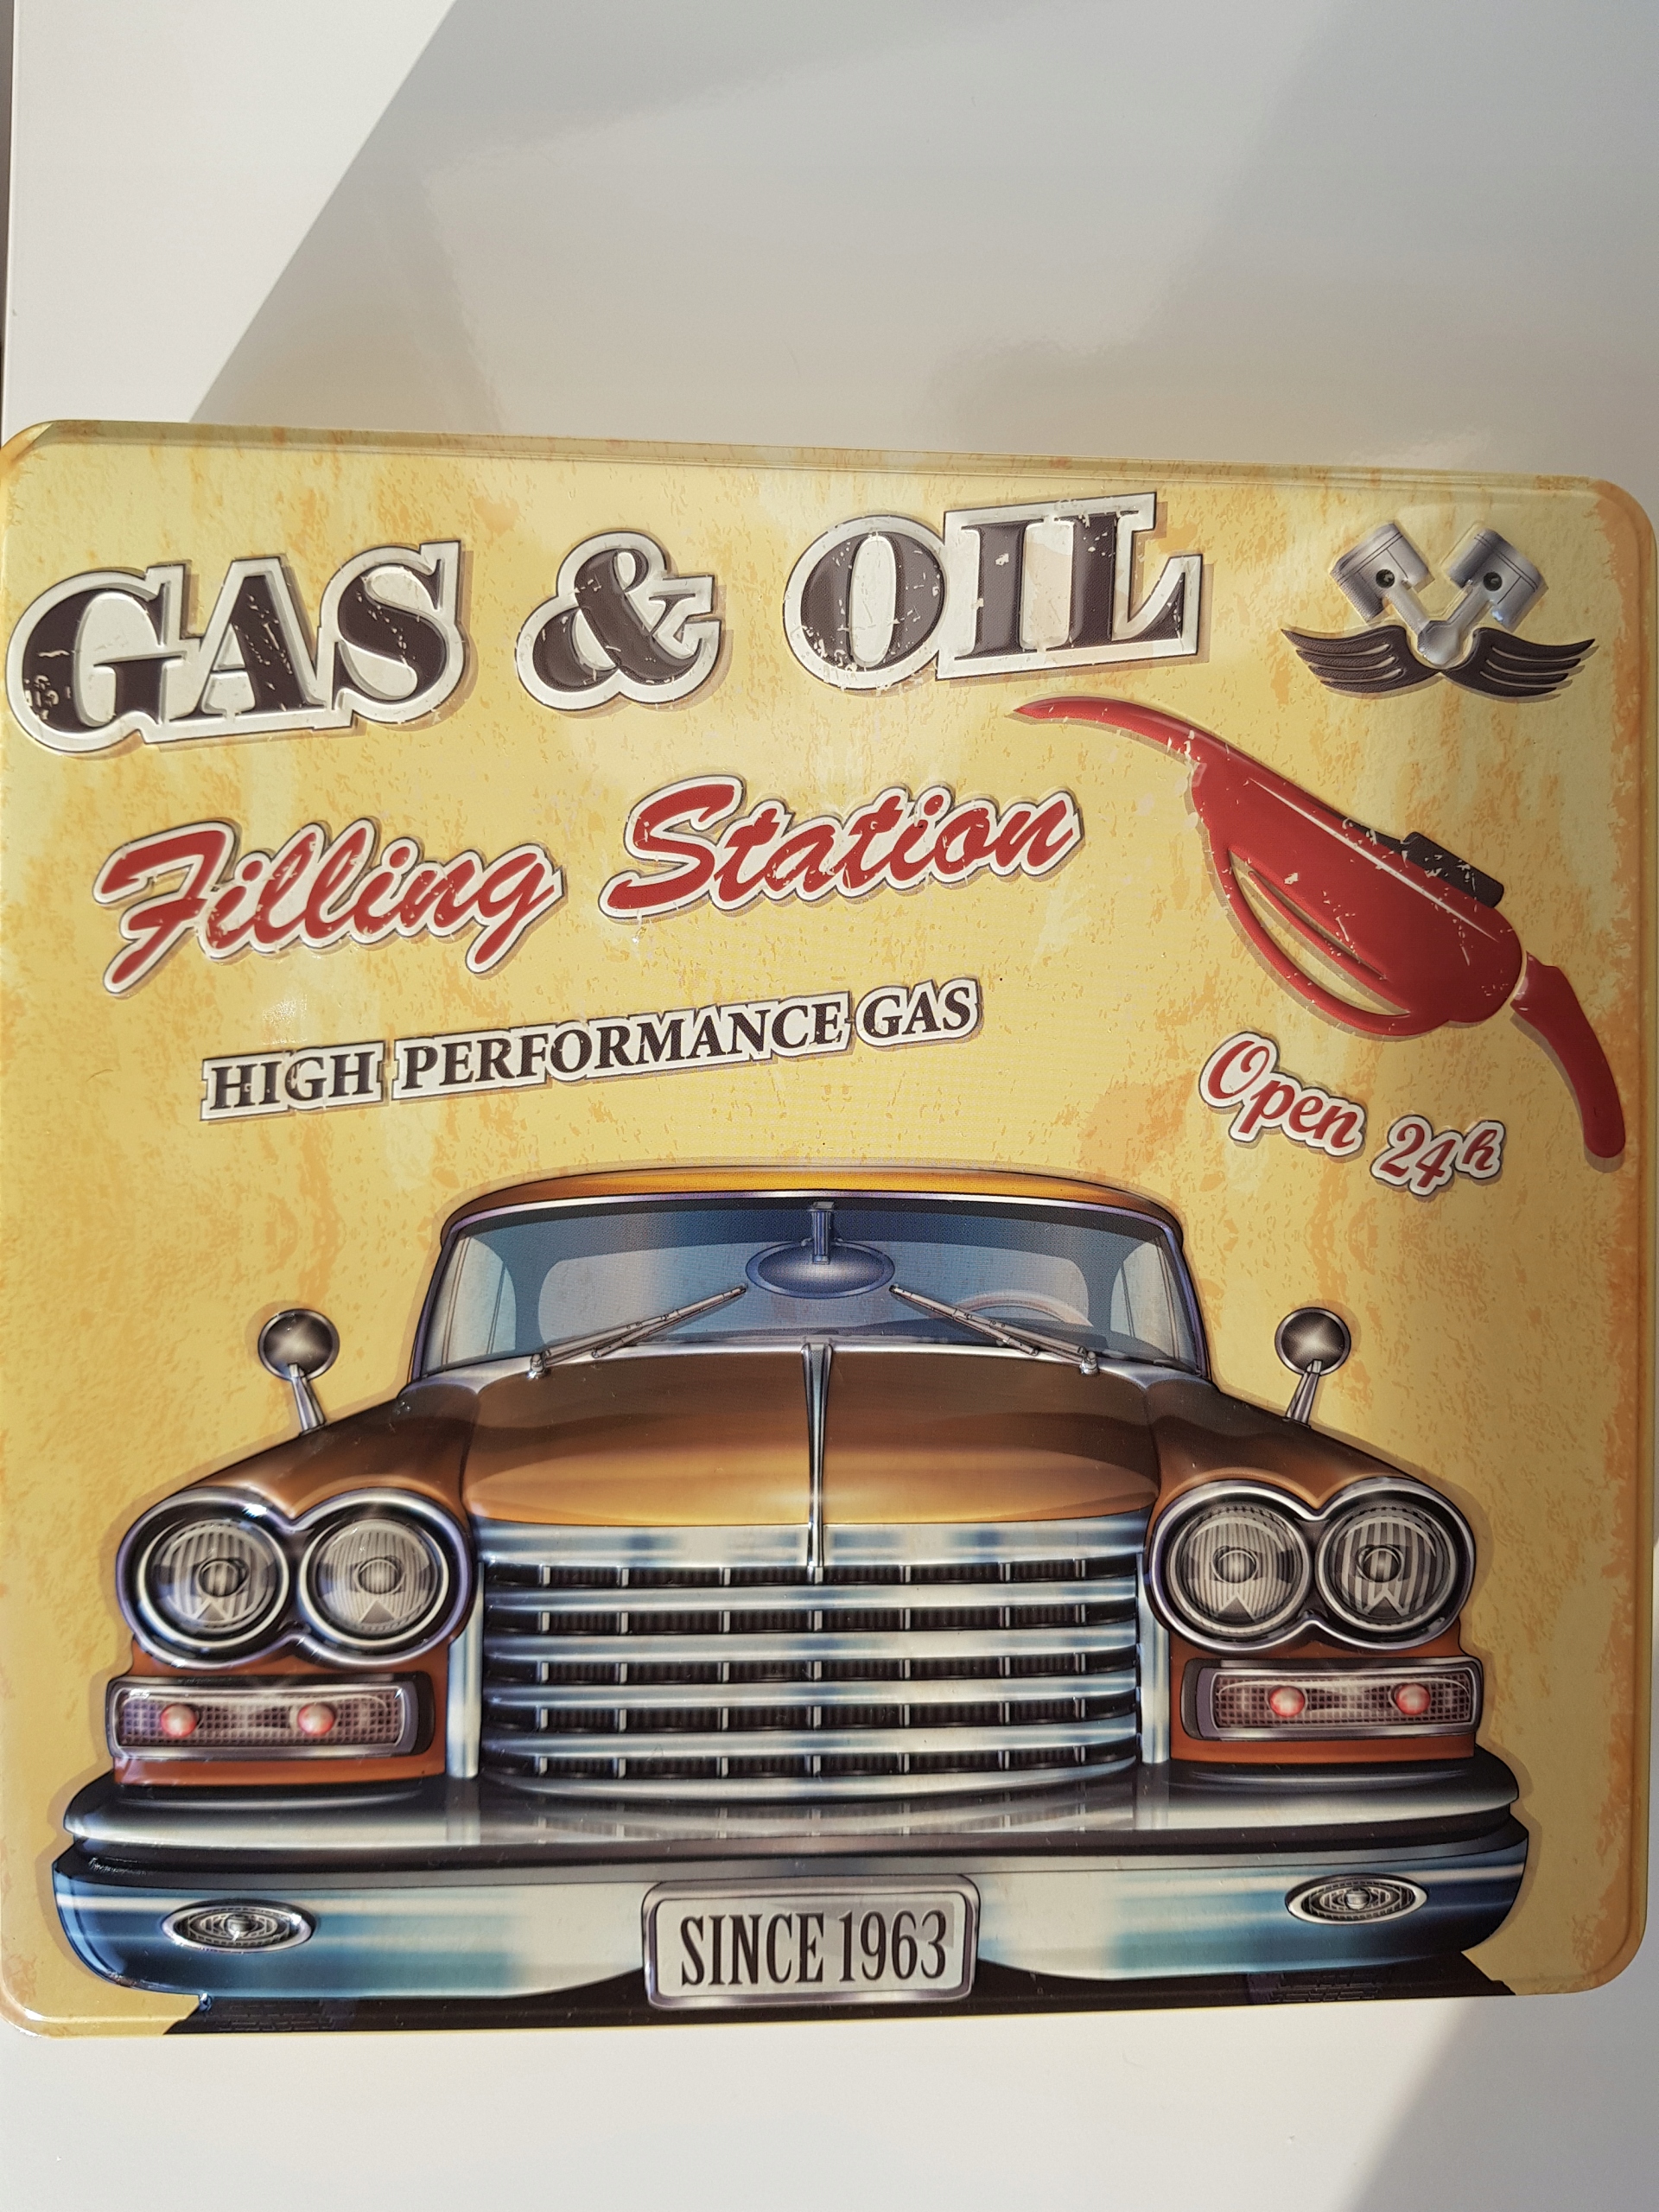 GAS & OIL
Filling Station
HIGH PERFORMANCE GAS
Open 24h
SINCE 1963